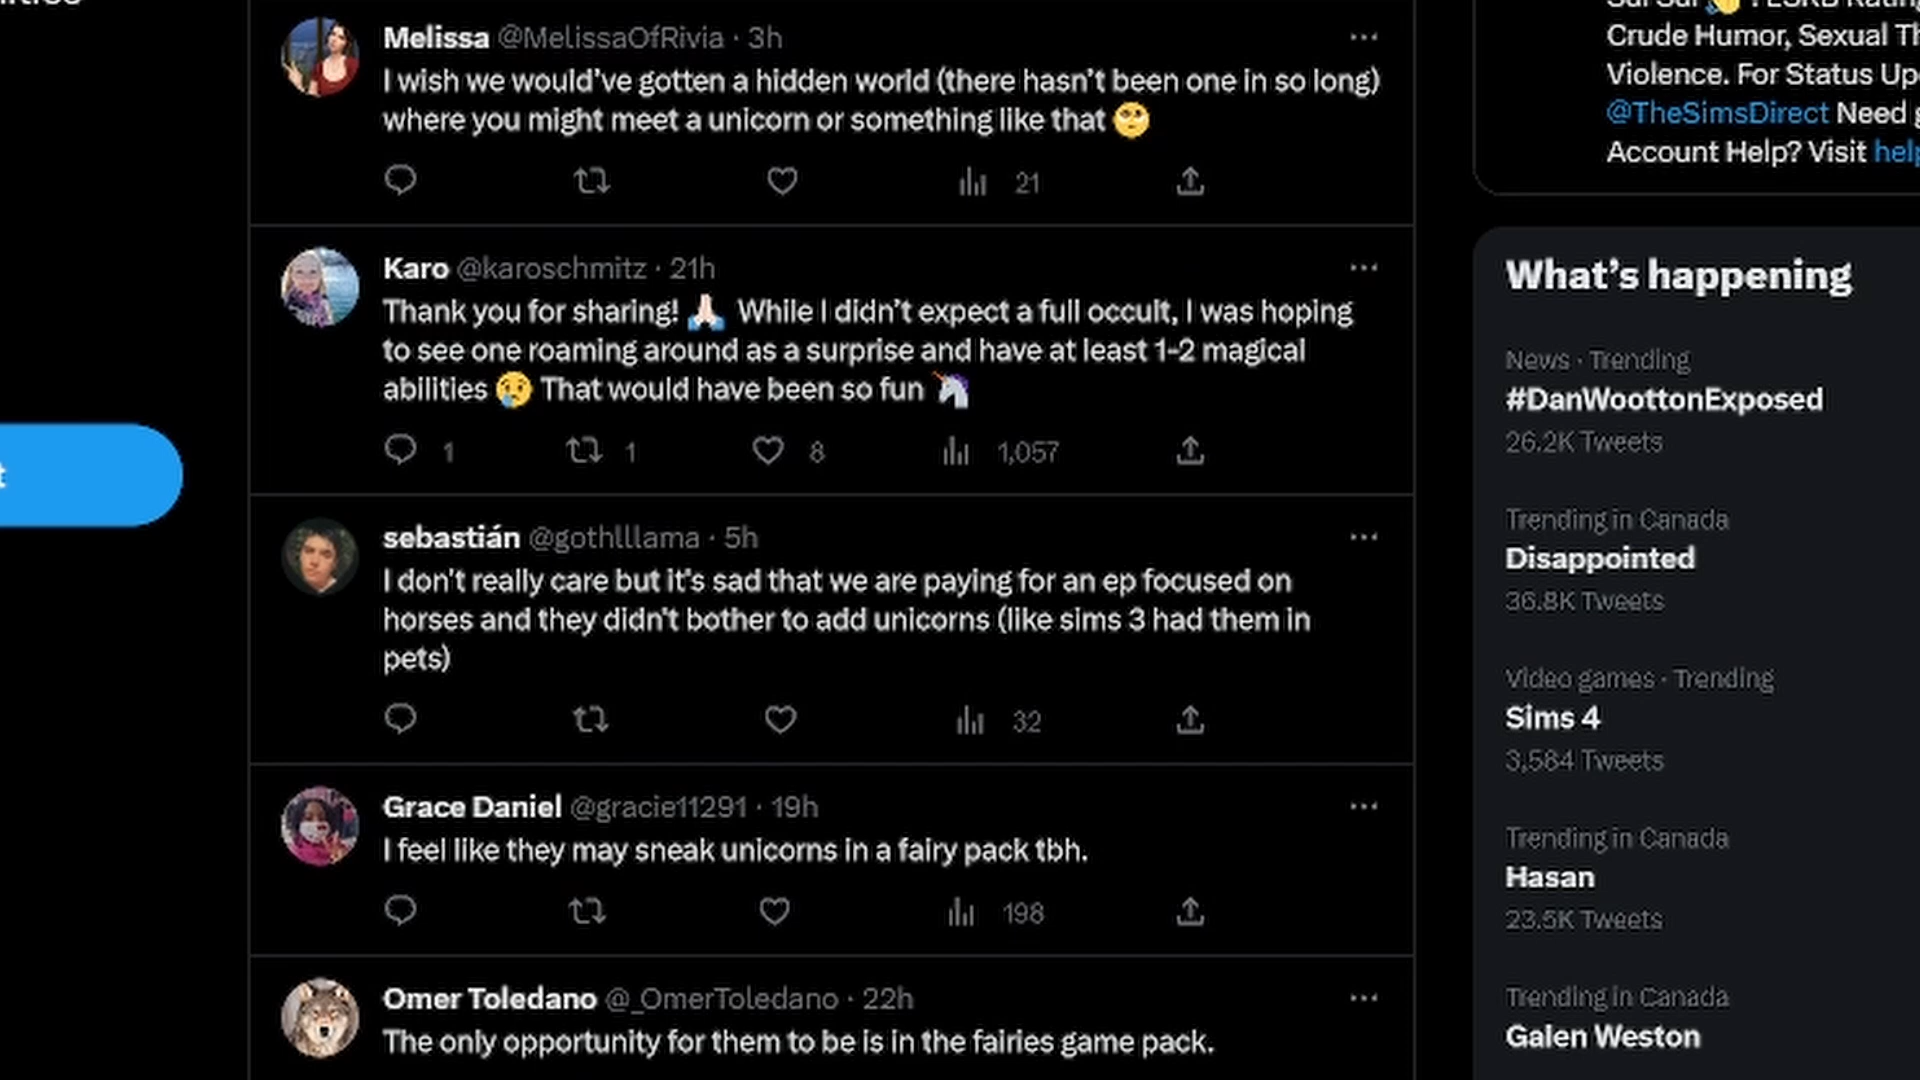 Melissa @MelissaOfRivia · 3h
I wish we would've gotten a hidden world (there hasn't been one in so long)
where you might meet a unicorn or something like that 🥺
21
Karo @karoschmitz · 21h
Thank you for sharing! 🙏🏻 While I didn't expect a full occult, I was hoping
to see one roaming around as a surprise and have at least 1-2 magical
abilities 😢 That would have been so fun 🦄
1 1 8 1,057
sebastián @gothlllama · 5h
I don't really care but it's sad that we are paying for an ep focused on
horses and they didn't bother to add unicorns (like sims 3 had them in
pets)
32
Grace Daniel @gracie11291 · 19h
I feel like they may sneak unicorns in a fairy pack tbh.
198
Omer Toledano @_OmerToledano · 22h
The only opportunity for them to be is in the fairies game pack.
Crude Humor, Sexual Th
Violence. For Status Up
@TheSimsDirect Need g
Account Help? Visit help
What's happening
News · Trending
#DanWoottonExposed
26.2K Tweets
Trending in Canada
Disappointed
36.8K Tweets
Video games · Trending
Sims 4
3,584 Tweets
Trending in Canada
Hasan
23.5K Tweets
Trending in Canada
Galen Weston